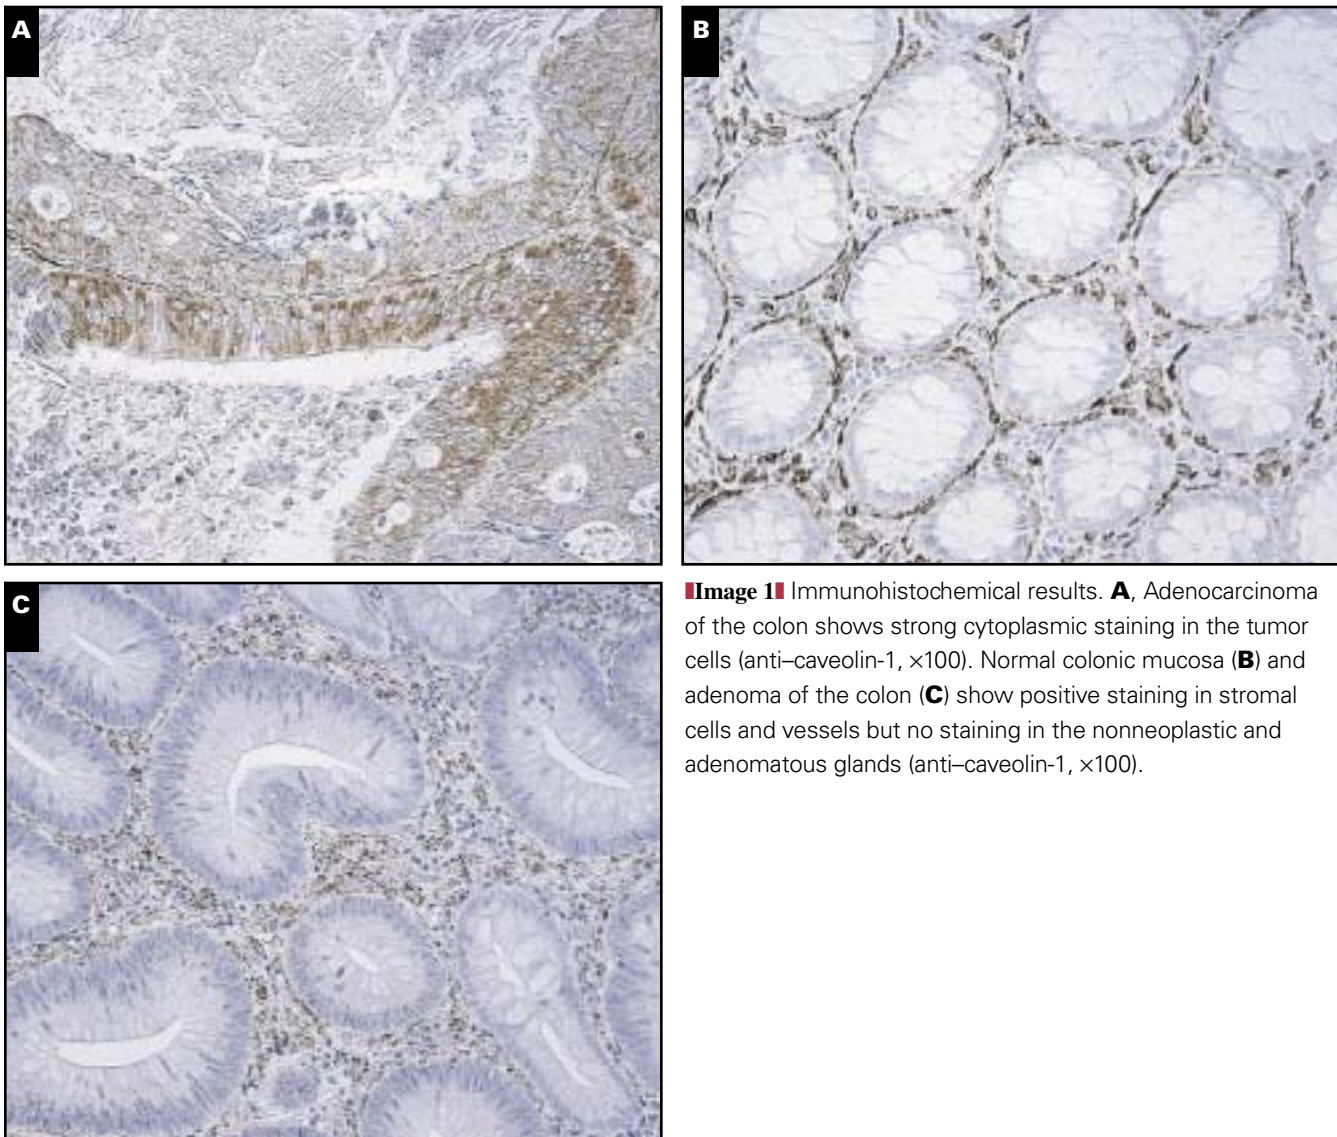 A
B
C
Image 1 Immunohistochemical results. A, Adenocarcinoma
of the colon shows strong cytoplasmic staining in the tumor
cells (anti–caveolin-1, ×100). Normal colonic mucosa (B) and
adenoma of the colon (C) show positive staining in stromal
cells and vessels but no staining in the nonneoplastic and
adenomatous glands (anti–caveolin-1, ×100).